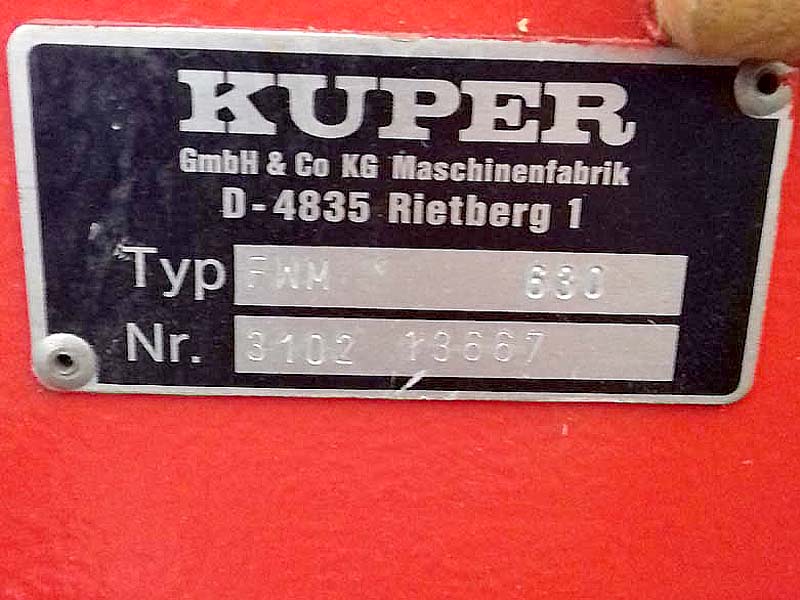 KUPER
GmbH & Co KG Maschinenfabrik
D-4835 Rietberg 1
Typ FWM 630
Nr. 3102 13667